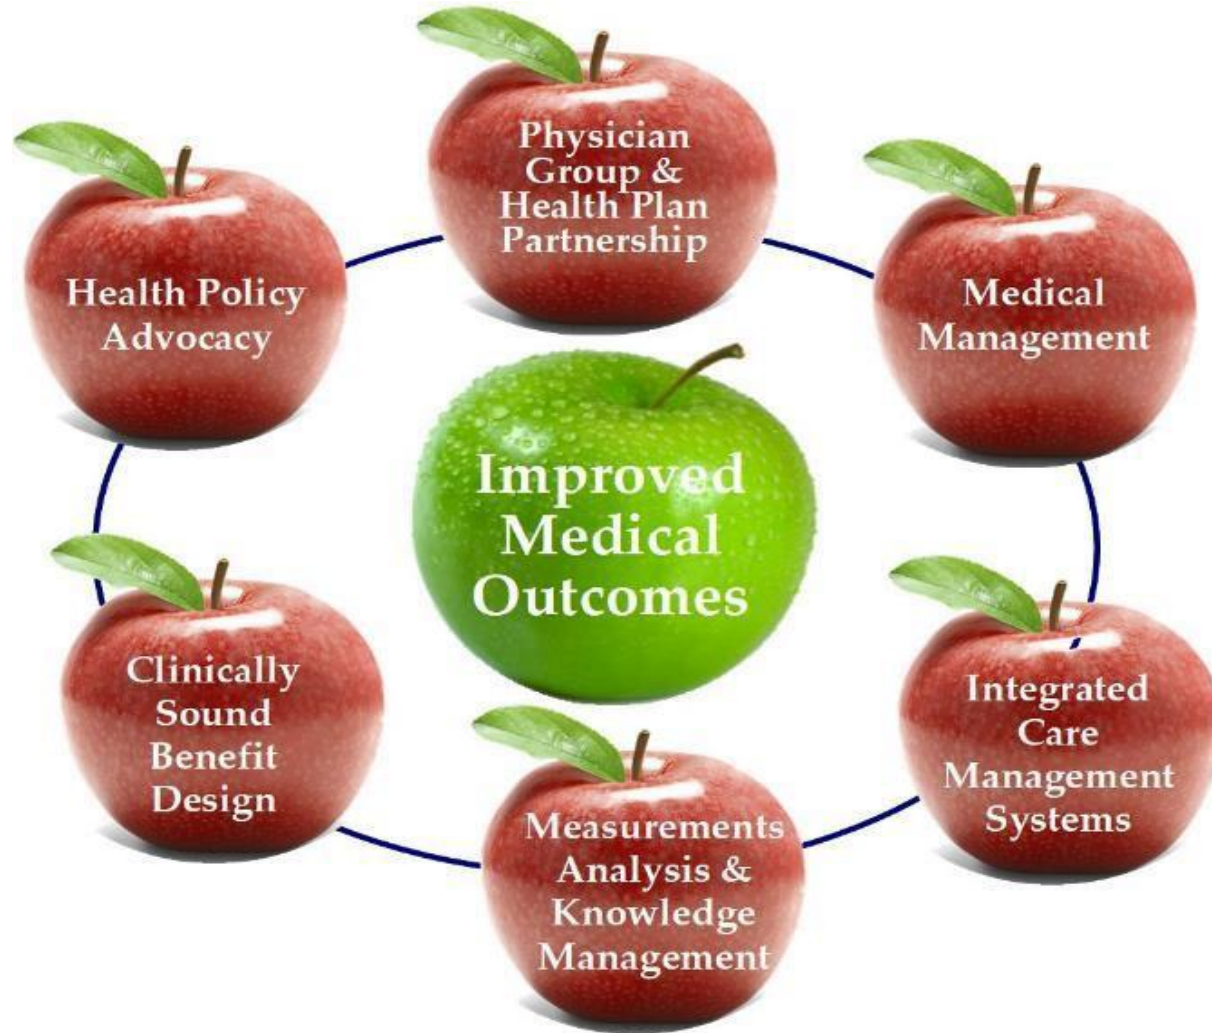 Physician
Group &
Health Plan
Partnership
Health Policy
Advocacy
Medical
Management
Improved
Medical
Outcomes
Clinically
Sound
Benefit
Design
Integrated
Care
Management
Systems
Measurements
Analysis &
Knowledge
Management